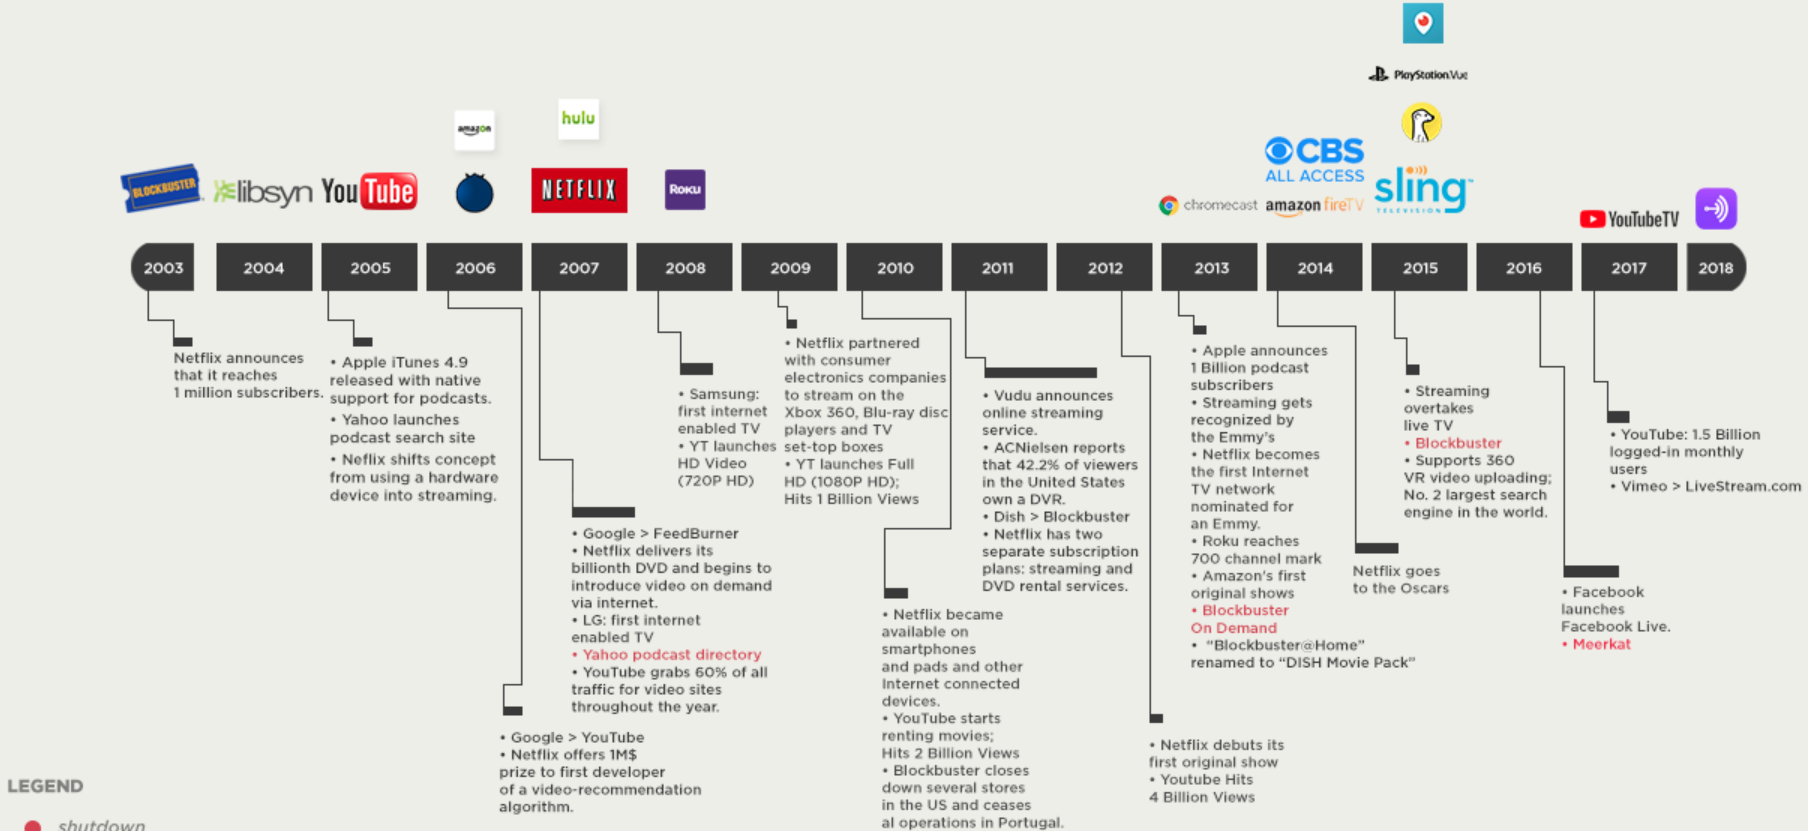 PlayStation Vue
amazon
hulu
CBS
ALL ACCESS
BLOCKBUSTER
libsyn
YouTube
NETFLIX
ROKU
chromecast
amazon fireTV
sling
TELEVISION
YouTubeTV
2003
2004
2005
2006
2007
2008
2009
2010
2011
2012
2013
2014
2015
2016
2017
2018
Netflix announces
that it reaches
1 million subscribers.
• Apple iTunes 4.9
released with native
support for podcasts.
• Yahoo launches
podcast search site
• Neflix shifts concept
from using a hardware
device into streaming.
• Google > YouTube
• Netflix offers 1M$
prize to first developer
of a video-recommendation
algorithm.
• Google > FeedBurner
• Netflix delivers its
billionth DVD and begins to
introduce video on demand
via internet.
• LG: first internet
enabled TV
• Yahoo podcast directory
• YouTube grabs 60% of all
traffic for video sites
throughout the year.
• Samsung:
first internet
enabled TV
• YT launches
HD Video
(720P HD)
• Netflix partnered
with consumer
electronics companies
to stream on the
Xbox 360, Blu-ray disc
players and TV
set-top boxes
• YT launches Full
HD (1080P HD);
Hits 1 Billion Views
• Netflix became
available on
smartphones
and pads and other
Internet connected
devices.
• YouTube starts
renting movies;
Hits 2 Billion Views
• Blockbuster closes
down several stores
in the US and ceases
al operations in Portugal.
• Vudu announces
online streaming
service.
• ACNielsen reports
that 42.2% of viewers
in the United States
own a DVR.
• Dish > Blockbuster
• Netflix has two
separate subscription
plans: streaming and
DVD rental services.
• Netflix debuts its
first original show
• Youtube Hits
4 Billion Views
• Apple announces
1 Billion podcast
subscribers
• Streaming gets
recognized by
the Emmy's
• Netflix becomes
the first Internet
TV network
nominated for
an Emmy.
• Roku reaches
700 channel mark
• Amazon's first
original shows
• Blockbuster
On Demand
• “Blockbuster@Home”
renamed to “DISH Movie Pack”
Netflix goes
to the Oscars
• Streaming
overtakes
live TV
• Blockbuster
• Supports 360
VR video uploading;
No. 2 largest search
engine in the world.
• Facebook
launches
Facebook Live.
• Meerkat
• YouTube: 1.5 Billion
logged-in monthly
users
• Vimeo > LiveStream.com
LEGEND
shutdown